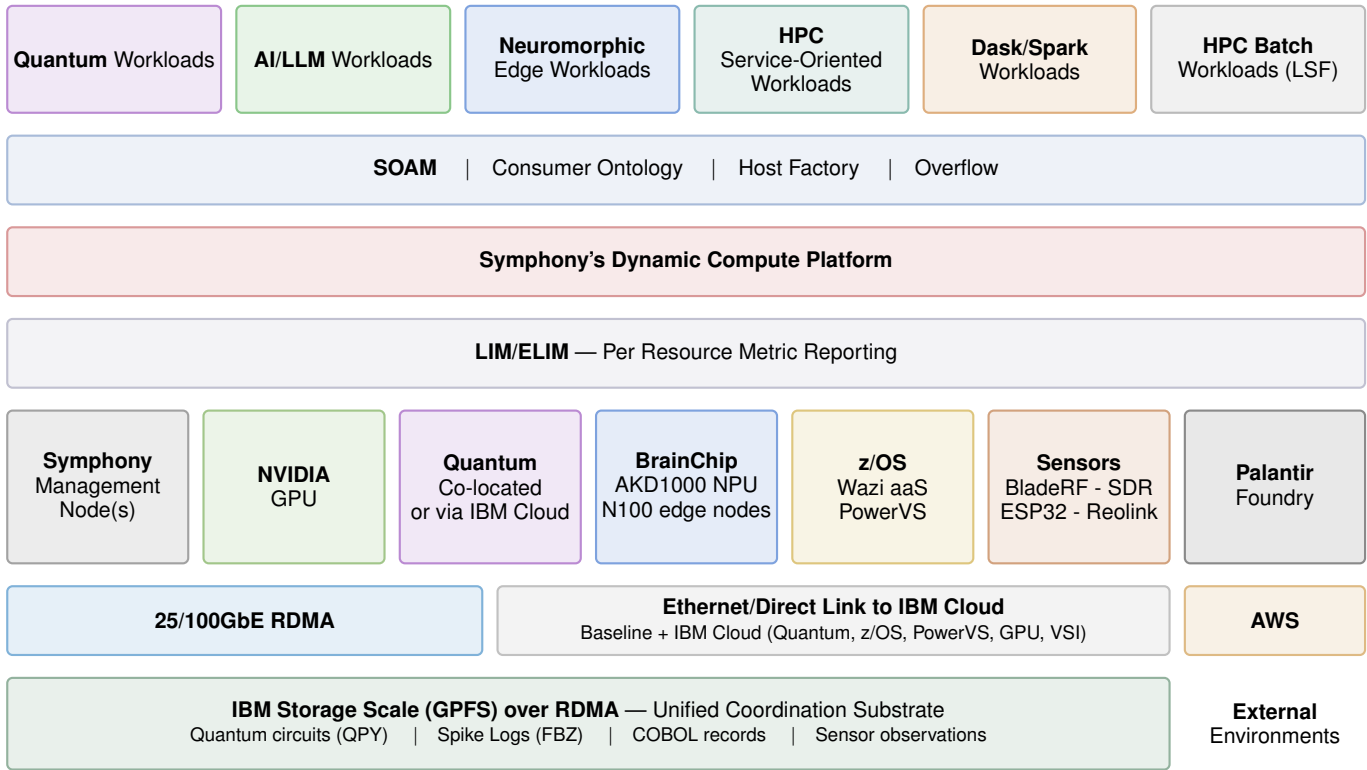 Quantum Workloads
AI/LLM Workloads
Neuromorphic
Edge Workloads
HPC
Service-Oriented
Workloads
Dask/Spark
Workloads
HPC Batch
Workloads (LSF)
SOAM | Consumer Ontology | Host Factory | Overflow
Symphony's Dynamic Compute Platform
LIM/ELIM — Per Resource Metric Reporting
Symphony
Management
Node(s)
NVIDIA
GPU
Quantum
Co-located
or via IBM Cloud
BrainChip
AKD1000 NPU
N100 edge nodes
z/OS
Wazi aaS
PowerVS
Sensors
BladeRF - SDR
ESP32 - Reolink
Palantir
Foundry
25/100GbE RDMA
Ethernet/Direct Link to IBM Cloud
Baseline + IBM Cloud (Quantum, z/OS, PowerVS, GPU, VSI)
AWS
IBM Storage Scale (GPFS) over RDMA — Unified Coordination Substrate
Quantum circuits (QPY) | Spike Logs (FBZ) | COBOL records | Sensor observations
External
Environments